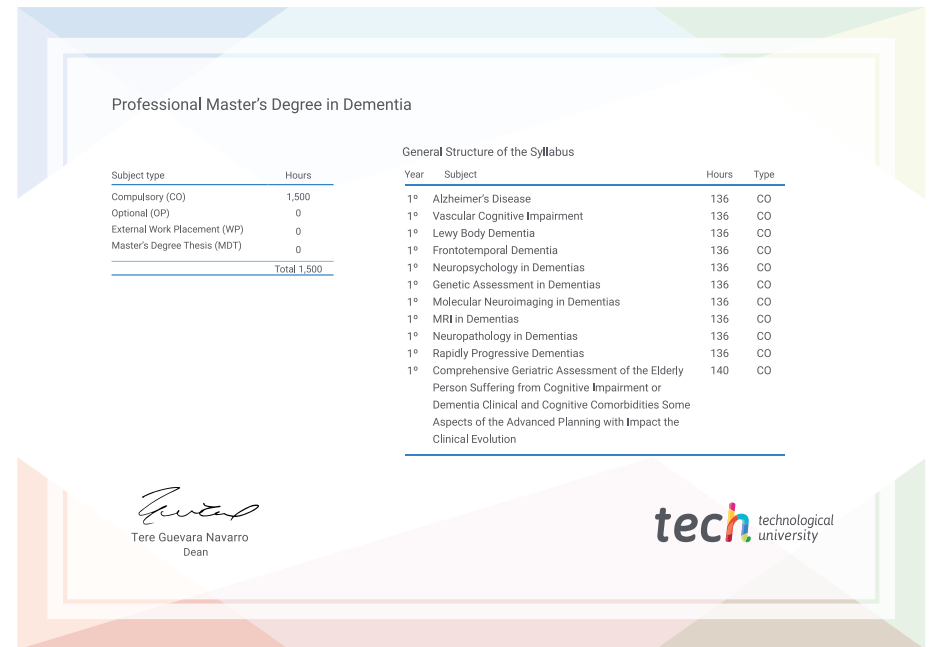 Professional Master's Degree in Dementia
General Structure of the Syllabus
Subject type Hours
Compulsory (CO) 1,500
Optional (OP) 0
External Work Placement (WP) 0
Master's Degree Thesis (MDT) 0
Total 1,500
Year Subject Hours Type
1º Alzheimer's Disease 136 CO
1º Vascular Cognitive Impairment 136 CO
1º Lewy Body Dementia 136 CO
1º Frontotemporal Dementia 136 CO
1º Neuropsychology in Dementias 136 CO
1º Genetic Assessment in Dementias 136 CO
1º Molecular Neuroimaging in Dementias 136 CO
1º MRI in Dementias 136 CO
1º Neuropathology in Dementias 136 CO
1º Rapidly Progressive Dementias 136 CO
1º Comprehensive Geriatric Assessment of the Elderly 140 CO
Person Suffering from Cognitive Impairment or
Dementia Clinical and Cognitive Comorbidities Some
Aspects of the Advanced Planning with Impact the
Clinical Evolution
Tere Guevara Navarro
Dean
tech technological
university